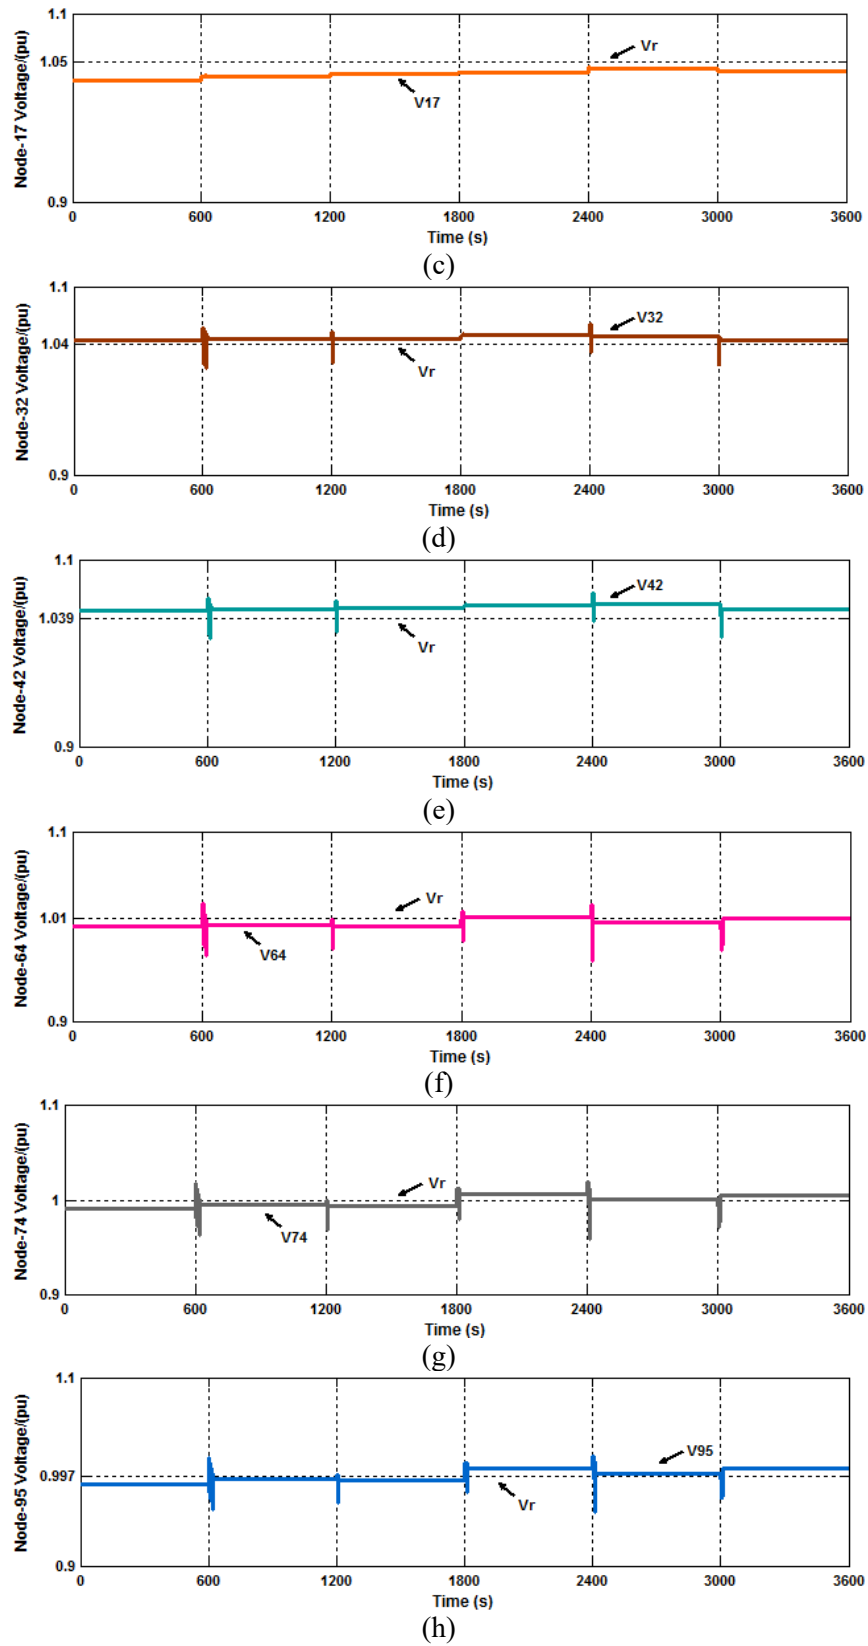 Node-17 Voltage/(pu)
1.1
1.05
0.9
Vr
V17
0 600 1200 1800 2400 3000 3600
Time (s)
(c)
Node-32 Voltage/(pu)
1.1
1.04
0.9
V32
Vr
0 600 1200 1800 2400 3000 3600
Time (s)
(d)
Node-42 Voltage/(pu)
1.1
1.039
0.9
V42
Vr
0 600 1200 1800 2400 3000 3600
Time (s)
(e)
Node-64 Voltage/(pu)
1.1
1.01
0.9
Vr
V64
0 600 1200 1800 2400 3000 3600
Time (s)
(f)
Node-74 Voltage/(pu)
1.1
1
0.9
Vr
V74
0 600 1200 1800 2400 3000 3600
Time (s)
(g)
Node-95 Voltage/(pu)
1.1
0.997
0.9
V95
Vr
0 600 1200 1800 2400 3000 3600
Time (s)
(h)